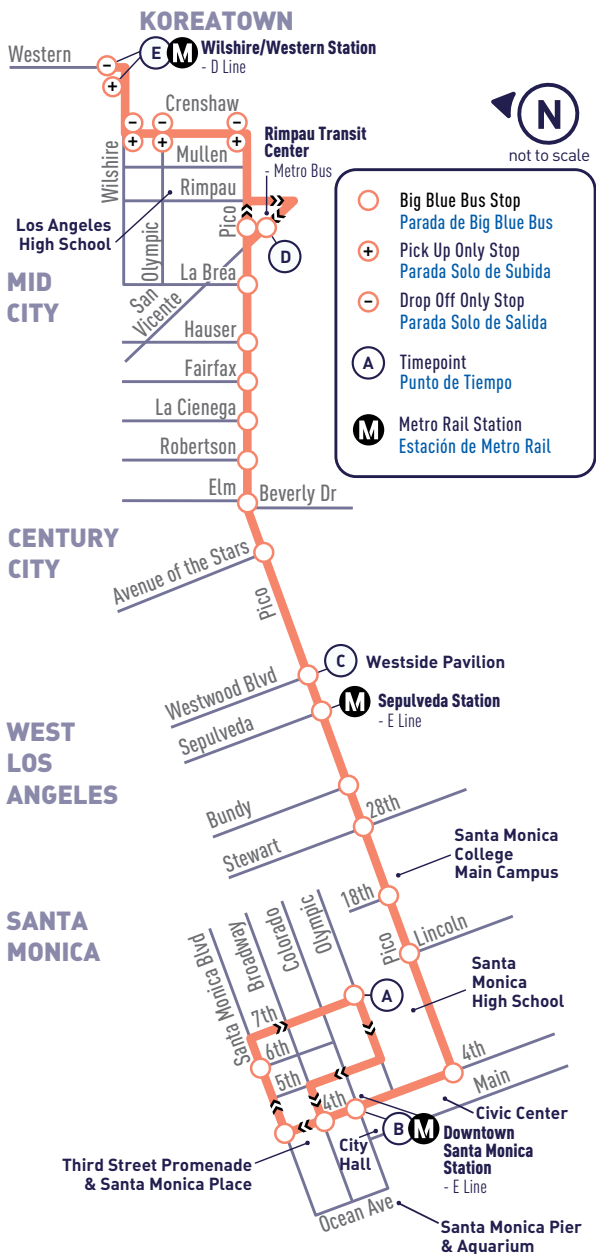 KOREATOWN
Western
E
M
Wilshire/Western Station
- D Line
Crenshaw
Wilshire
Mullen
Rimpau
Olympic
Pico
Rimpau Transit
Center
- Metro Bus
D
Los Angeles
High School
La Brea
San
Vicente
MID
CITY
Hauser
Fairfax
La Cienega
Robertson
Elm
Beverly Dr
N
not to scale
Big Blue Bus Stop
Parada de Big Blue Bus
+
Pick Up Only Stop
Parada Solo de Subida
-
Drop Off Only Stop
Parada Solo de Salida
A
Timepoint
Punto de Tiempo
M
Metro Rail Station
Estación de Metro Rail
CENTURY
CITY
Avenue of the Stars
Pico
C
Westside Pavilion
Westwood Blvd
M
Sepulveda Station
- E Line
Sepulveda
WEST
LOS
ANGELES
Bundy
28th
Stewart
Santa Monica
College
Main Campus
18th
Pico
Lincoln
SANTA
MONICA
Santa Monica Blvd
Broadway
Colorado
Olympic
Santa
Monica
High School
7th
A
6th
5th
4th
4th
Main
Civic Center
City
Hall
B
M
Downtown
Santa Monica
Station
- E Line
Third Street Promenade
& Santa Monica Place
Ocean Ave
Santa Monica Pier
& Aquarium